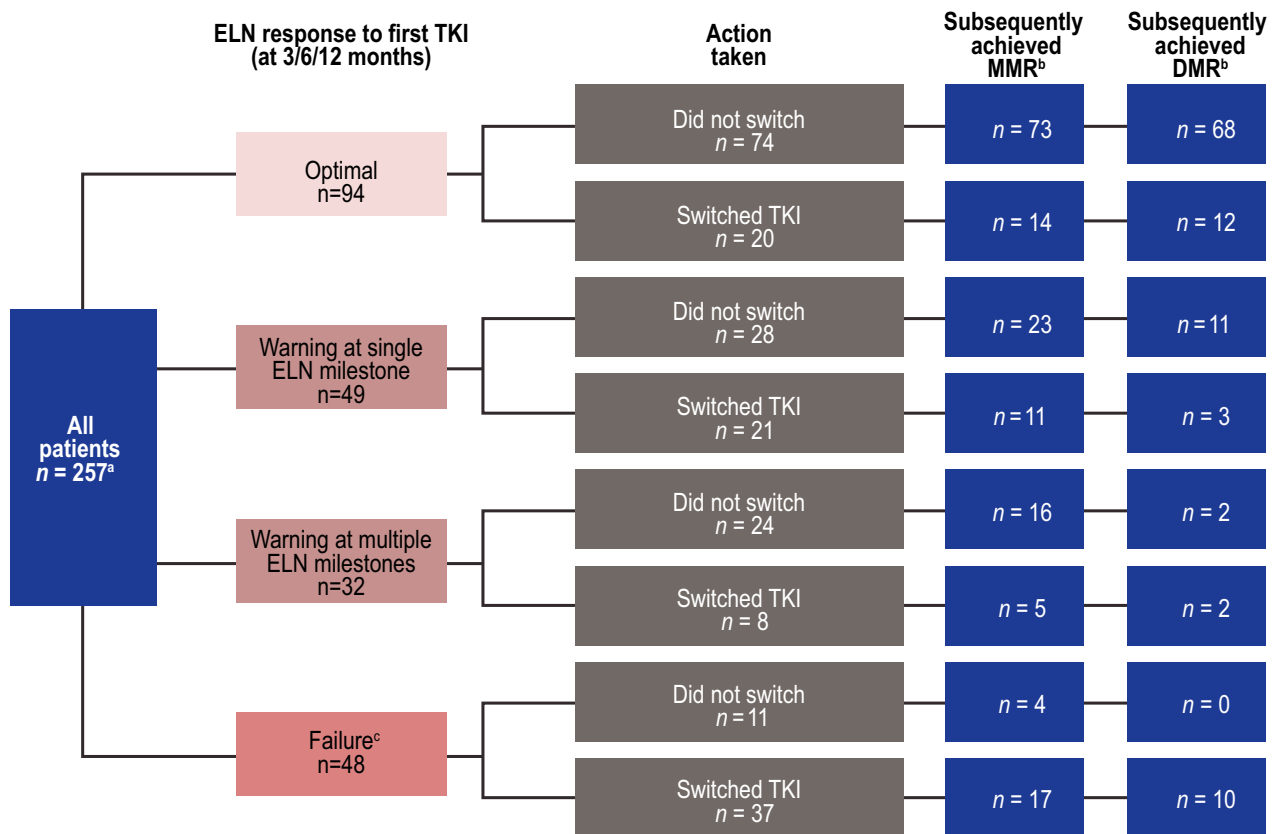 ELN response to first TKI
(at 3/6/12 months)
Action
taken
Subsequently
achieved
MMRᵇ
Subsequently
achieved
DMRᵇ
All
patients
n = 257ᵃ
Optimal
n=94
Did not switch
n = 74
n = 73
n = 68
Switched TKI
n = 20
n = 14
n = 12
Warning at single
ELN milestone
n=49
Did not switch
n = 28
n = 23
n = 11
Switched TKI
n = 21
n = 11
n = 3
Warning at multiple
ELN milestones
n=32
Did not switch
n = 24
n = 16
n = 2
Switched TKI
n = 8
n = 5
n = 2
Failureᶜ
n=48
Did not switch
n = 11
n = 4
n = 0
Switched TKI
n = 37
n = 17
n = 10